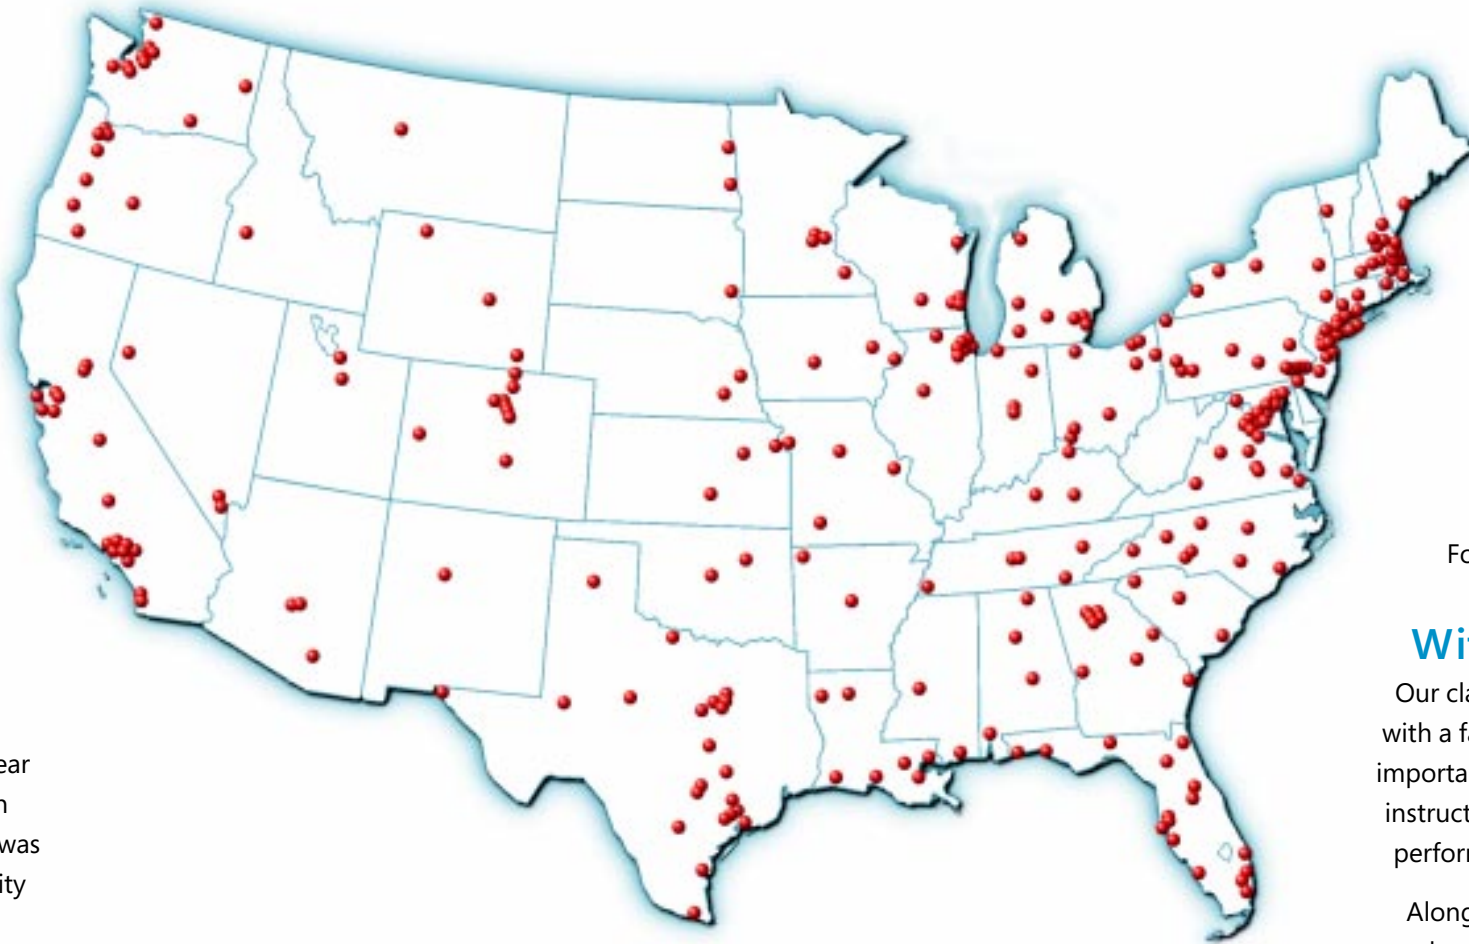 ear
n
was
ity
Fo
Wi
Our cla
with a fa
importa
instruct
perforr
Along